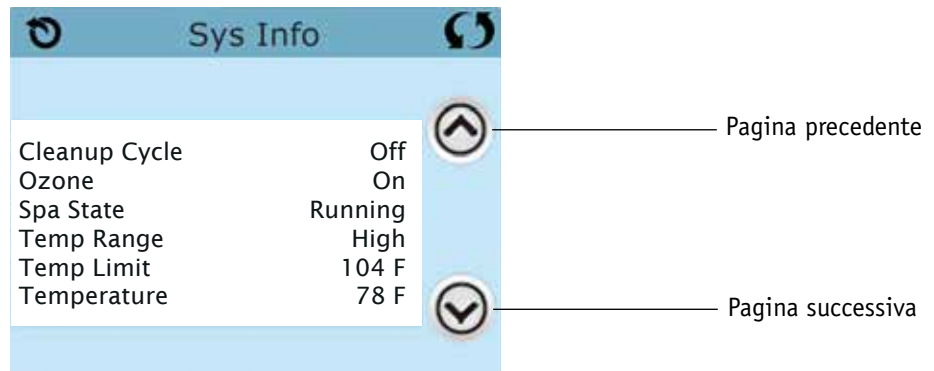 Sys Info
Pagina precedente
Cleanup Cycle Off
Ozone On
Spa State Running
Temp Range High
Temp Limit 104 F
Temperature 78 F
Pagina successiva